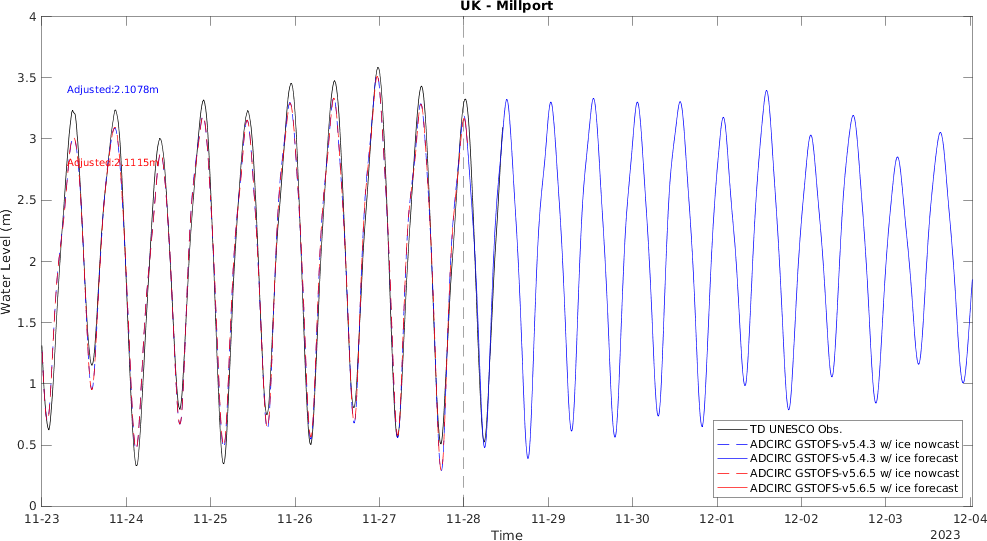 UK - Millport
4
3.5
3
2.5
2
1.5
1
0.5
0
Water Level (m)
Adjusted:2.1078m
Adjusted:2.1115m
TD UNESCO Obs.
ADCIRC GSTOFS-v5.4.3 w/ ice nowcast
ADCIRC GSTOFS-v5.4.3 w/ ice forecast
ADCIRC GSTOFS-v5.6.5 w/ ice nowcast
ADCIRC GSTOFS-v5.6.5 w/ ice forecast
11-23 11-24 11-25 11-26 11-27 11-28 11-29 11-30 12-01 12-02 12-03 12-04
Time
2023